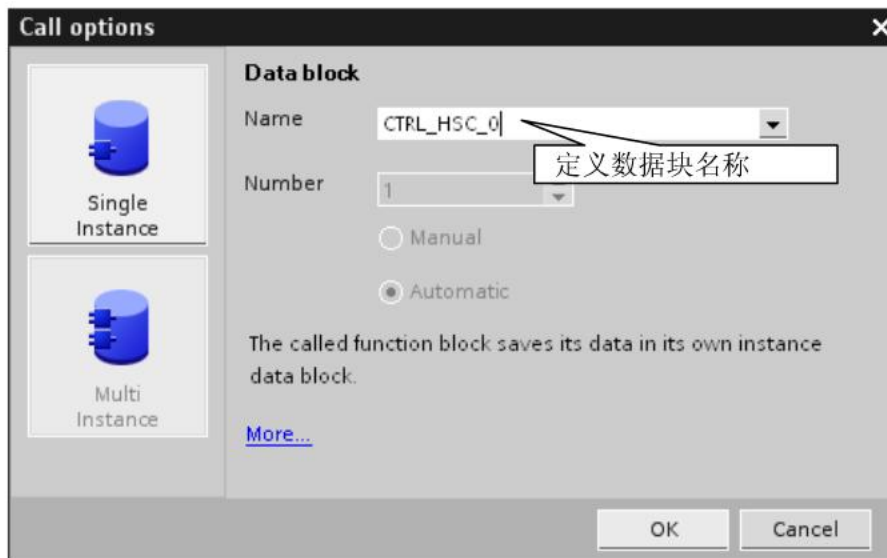 Call options
Single
Instance
Multi
Instance
Data block
Name
CTRL_HSC_0
定义数据块名称
Number
1
Manual
Automatic
The called function block saves its data in its own instance
data block.
More...
OK
Cancel